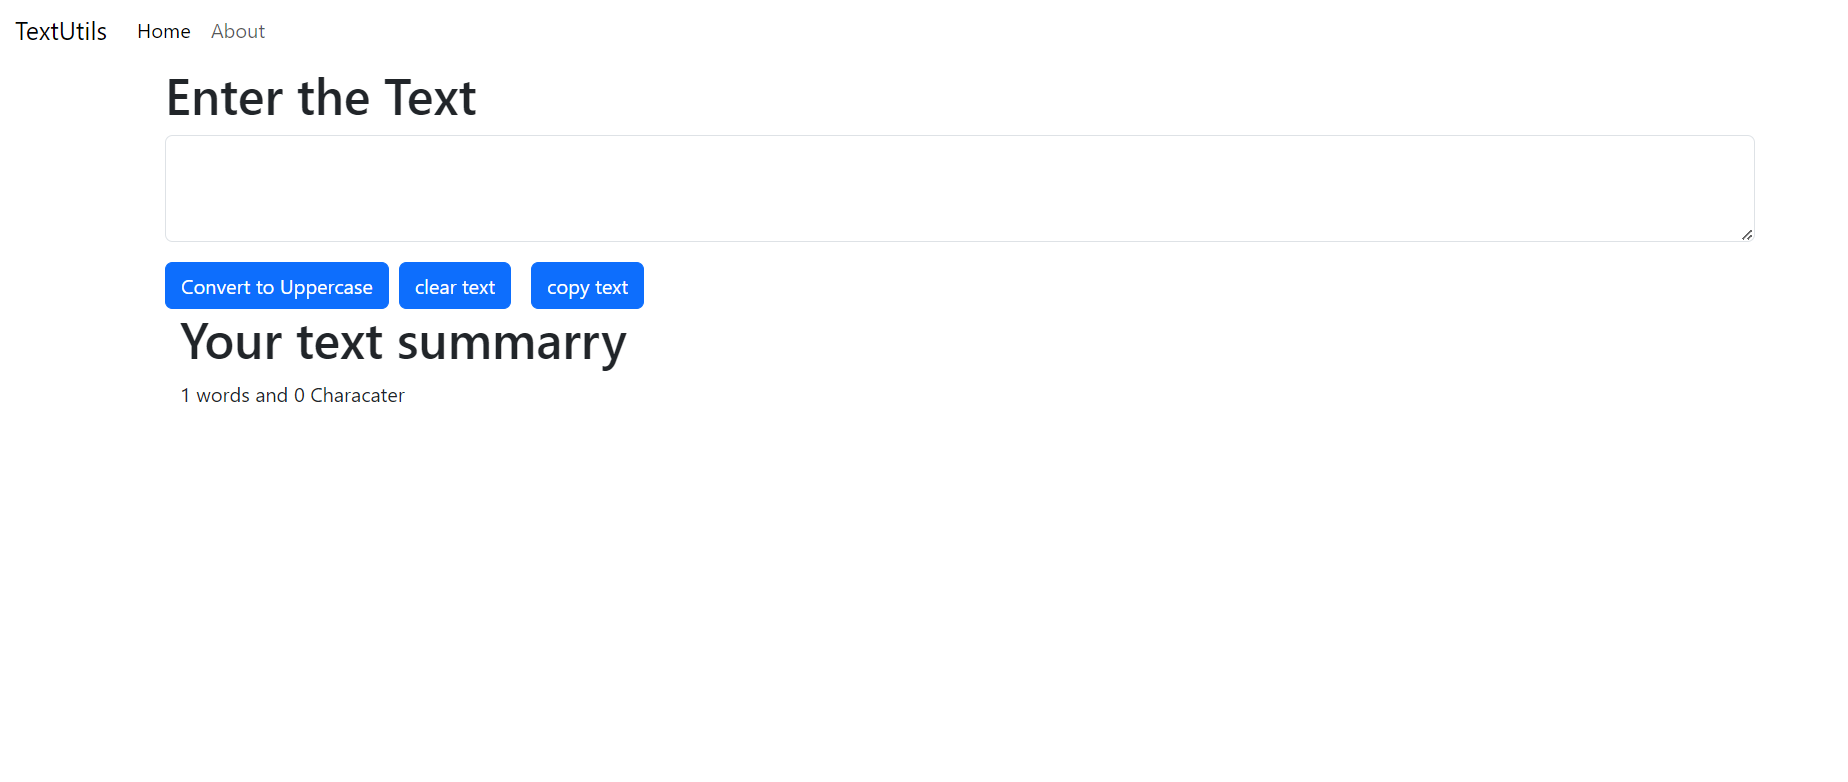 TextUtils Home About
Enter the Text
Convert to Uppercase clear text copy text
Your text summarry
1 words and 0 Characater